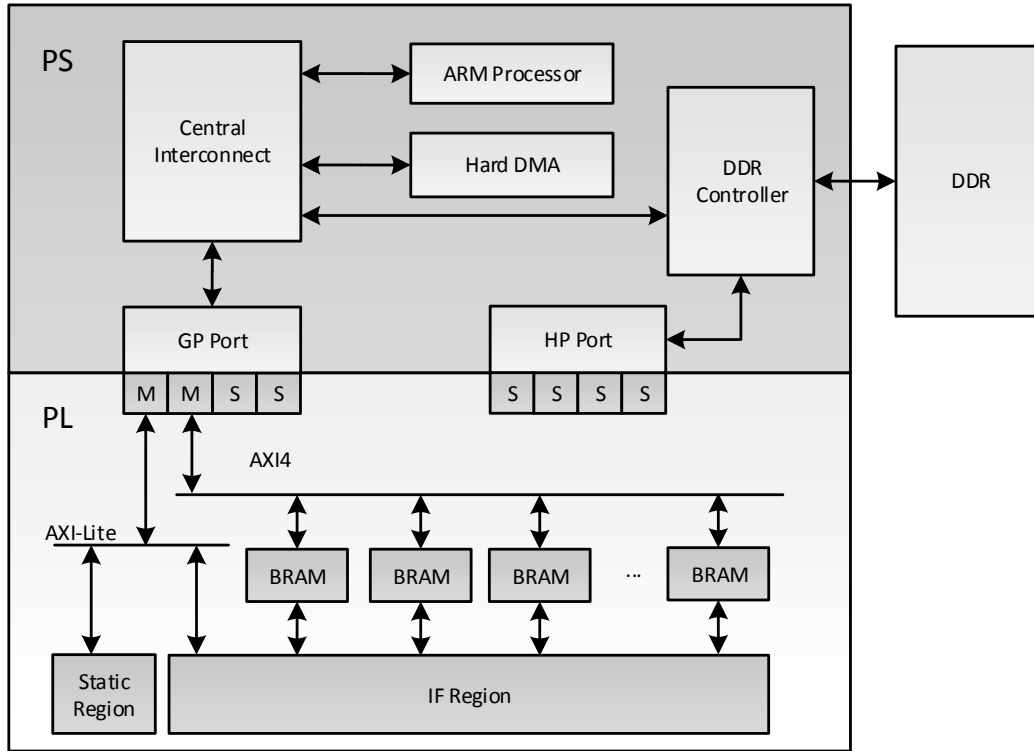 PS
ARM Processor
Central
Interconnect
Hard DMA
DDR
Controller
DDR
GP Port
HP Port
M M S S
S S S S
PL
AXI4
AXI-Lite
BRAM BRAM BRAM ... BRAM
Static
Region
IF Region